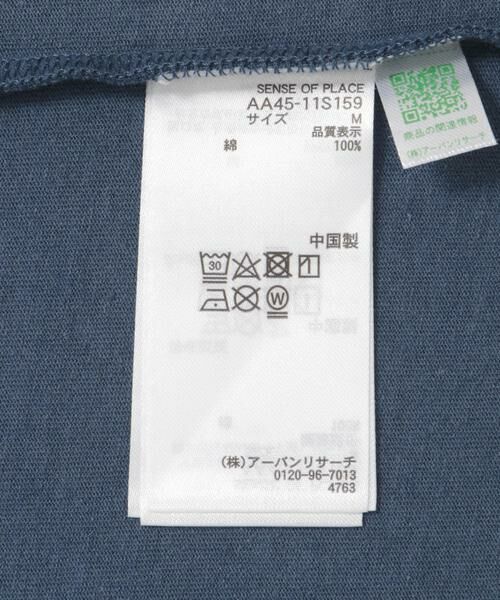 SENSE OF PLACE
AA45-11S159
サイズ M
品質表示
綿 100%
中国製
30
W
(株)アーバンリサーチ
0120-96-7013
4763
商品の関連情報
(株)アーバンリサーチ